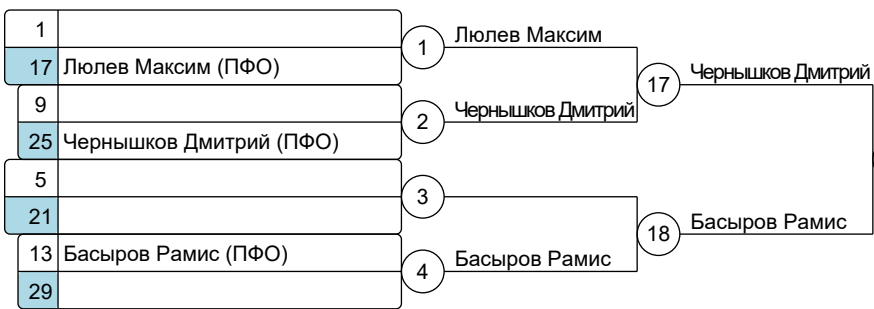 1
17 Люлев Максим (ПФО)
9
25 Чернышков Дмитрий (ПФО)
5
21
13 Басыров Рамис (ПФО)
29
1 Люлев Максим
2 Чернышков Дмитрий
3
4 Басыров Рамис
17 Чернышков Дмитрий
18 Басыров Рамис